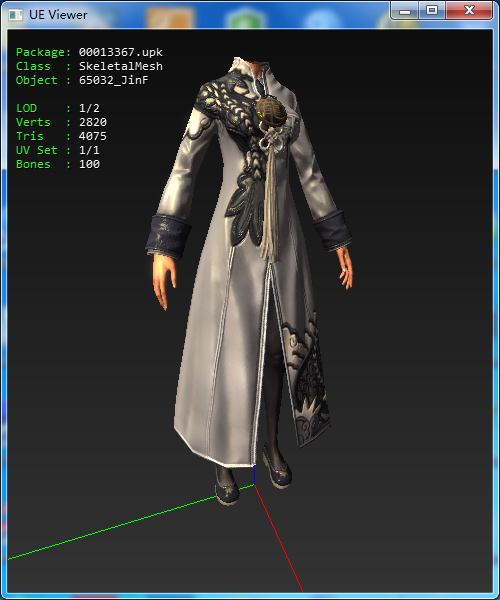 UE Viewer
Package: 00013367.upk
Class : SkeletalMesh
Object : 65032_JinF
LOD : 1/2
Verts : 2820
Tris : 4075
UV Set : 1/1
Bones : 100